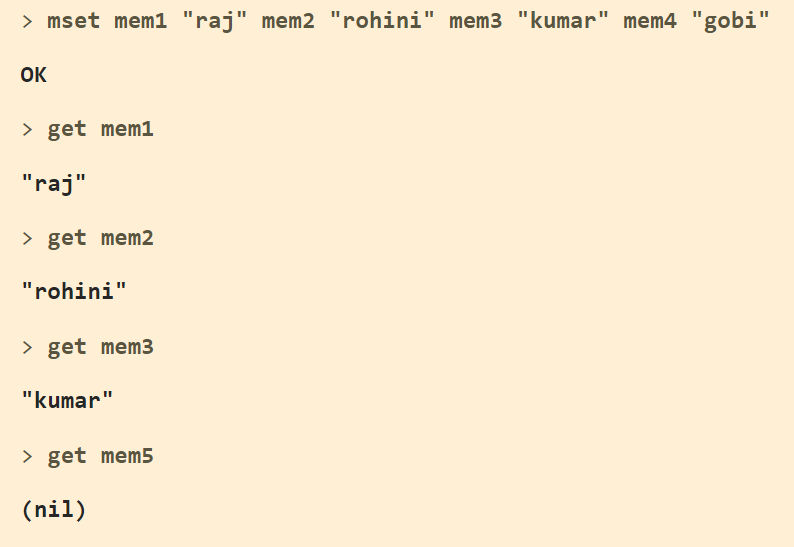 > mset mem1 "raj" mem2 "rohini" mem3 "kumar" mem4 "gobi"
OK
> get mem1
"raj"
> get mem2
"rohini"
> get mem3
"kumar"
> get mem5
(nil)